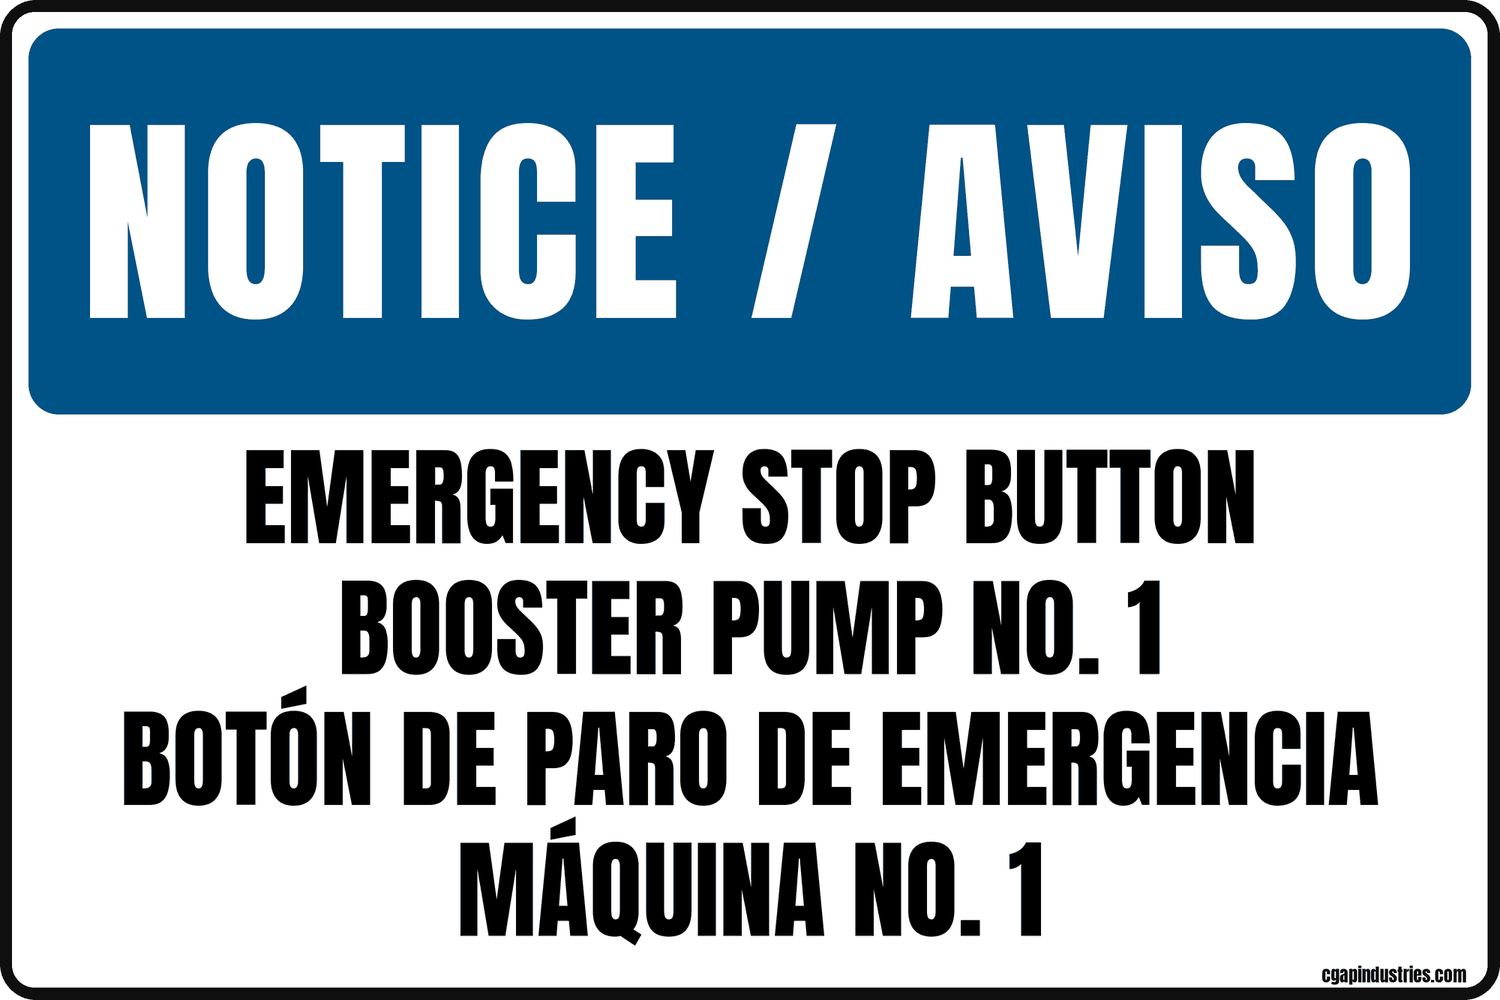 NOTICE / AVISO
EMERGENCY STOP BUTTON
BOOSTER PUMP NO. 1
BOTÓN DE PARO DE EMERGENCIA
MÁQUINA NO. 1
cgapindustries.com